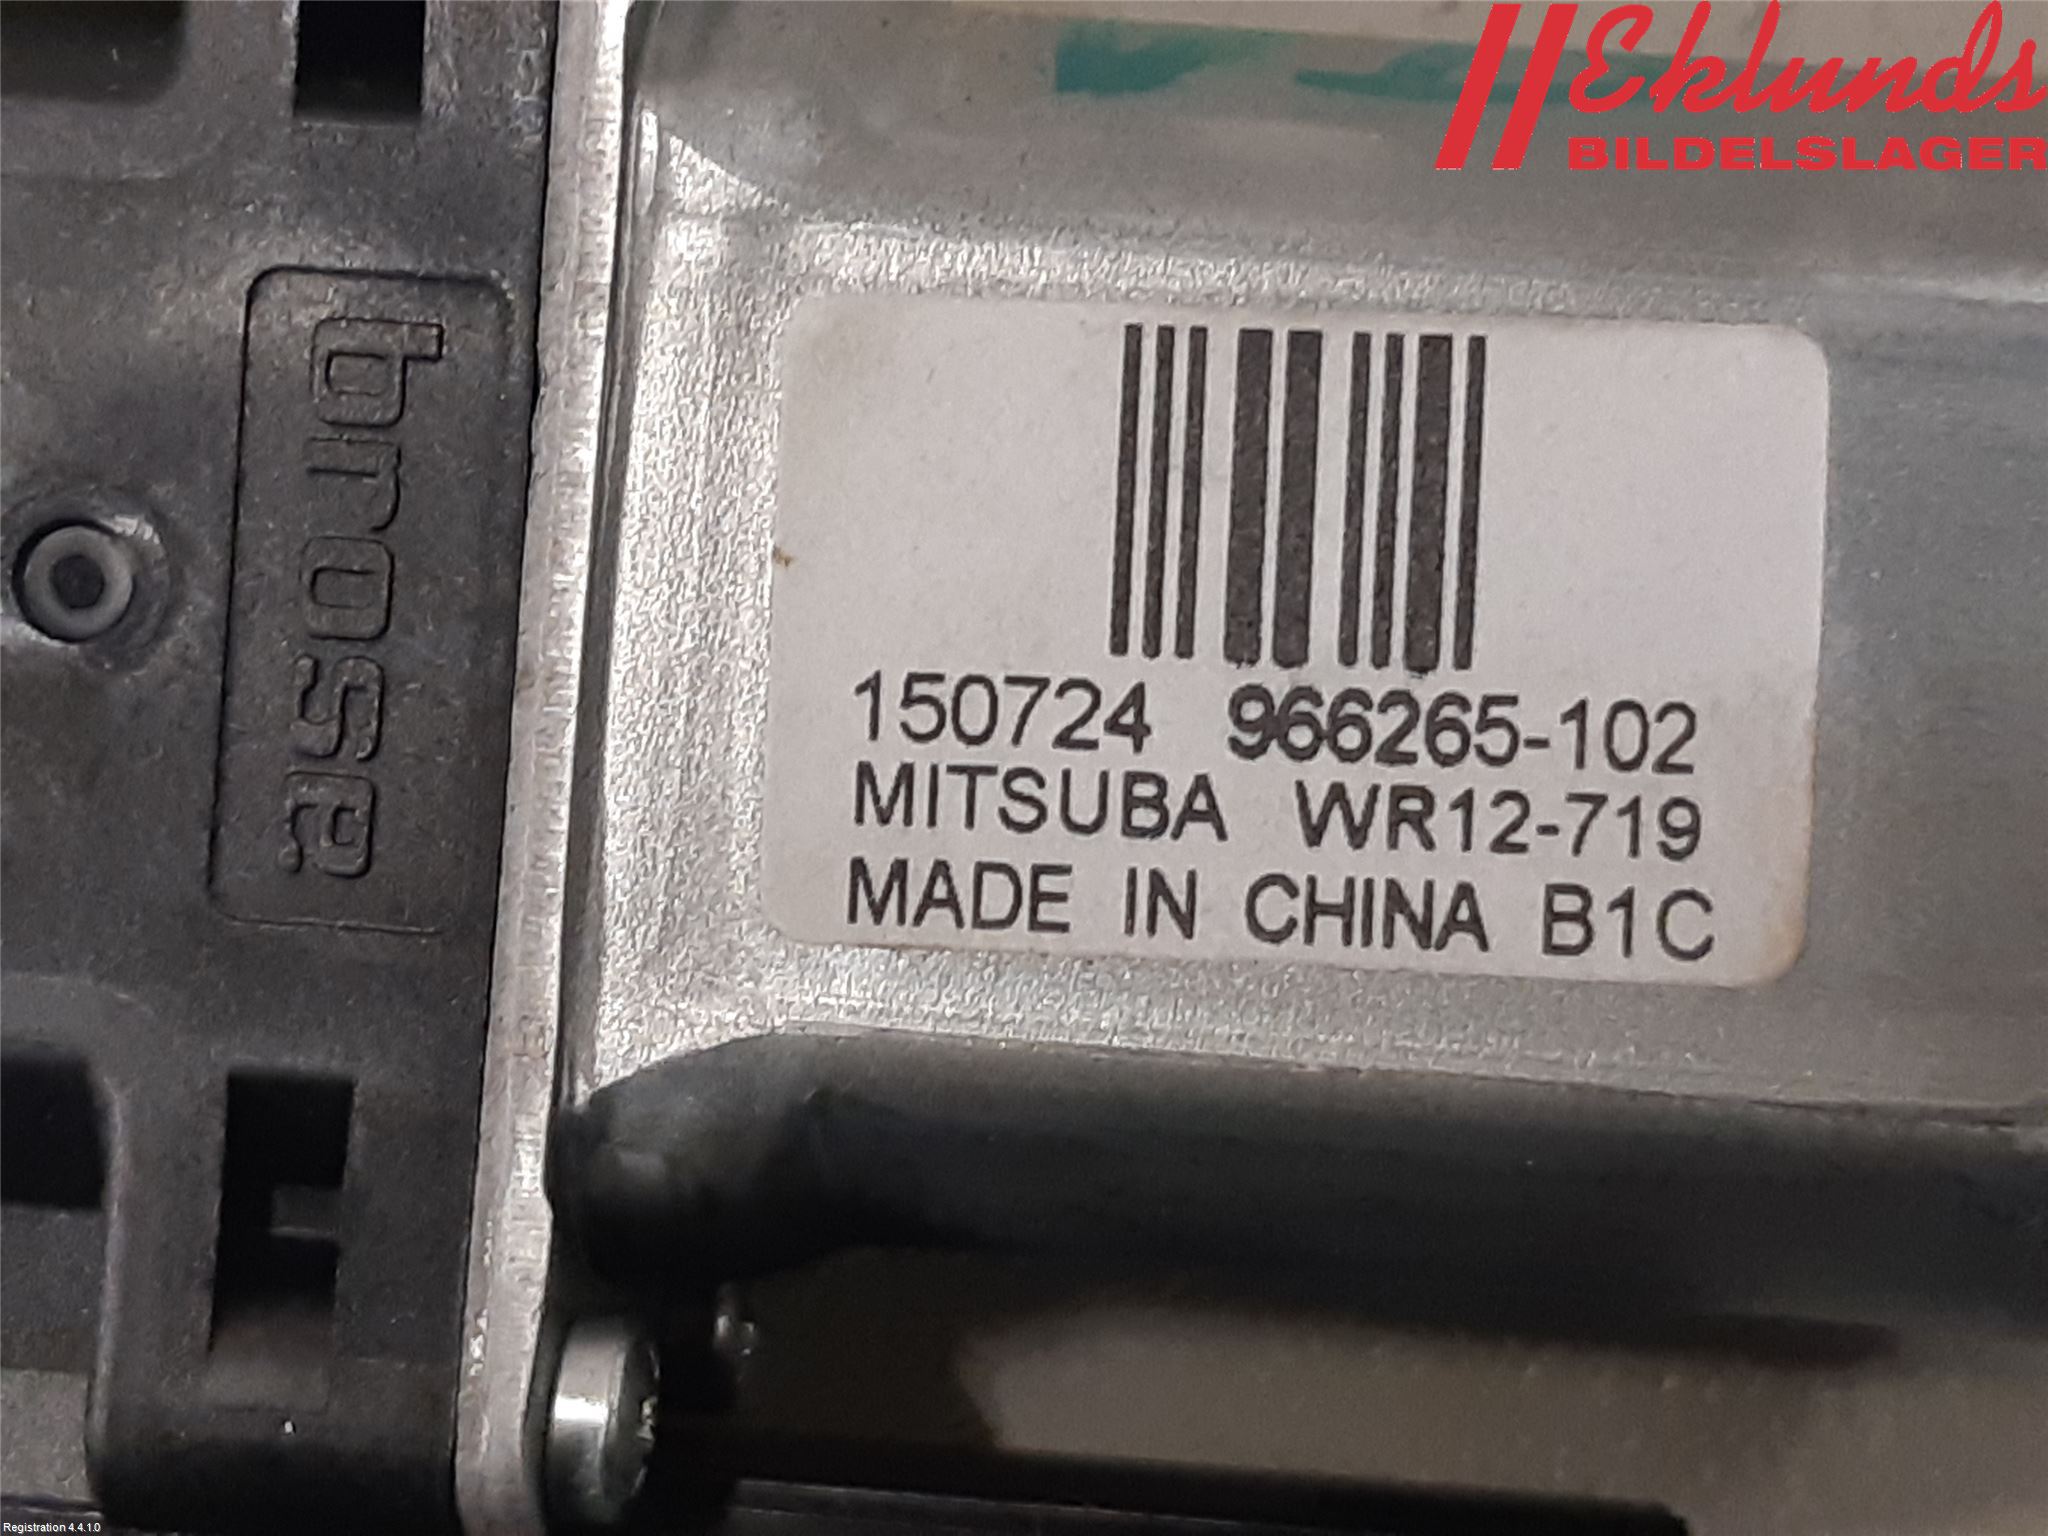 Eklunds
BILDELSLAGER
brose
150724 966265-102
MITSUBA WR12-719
MADE IN CHINA B1C
Registration 4.4.1.0